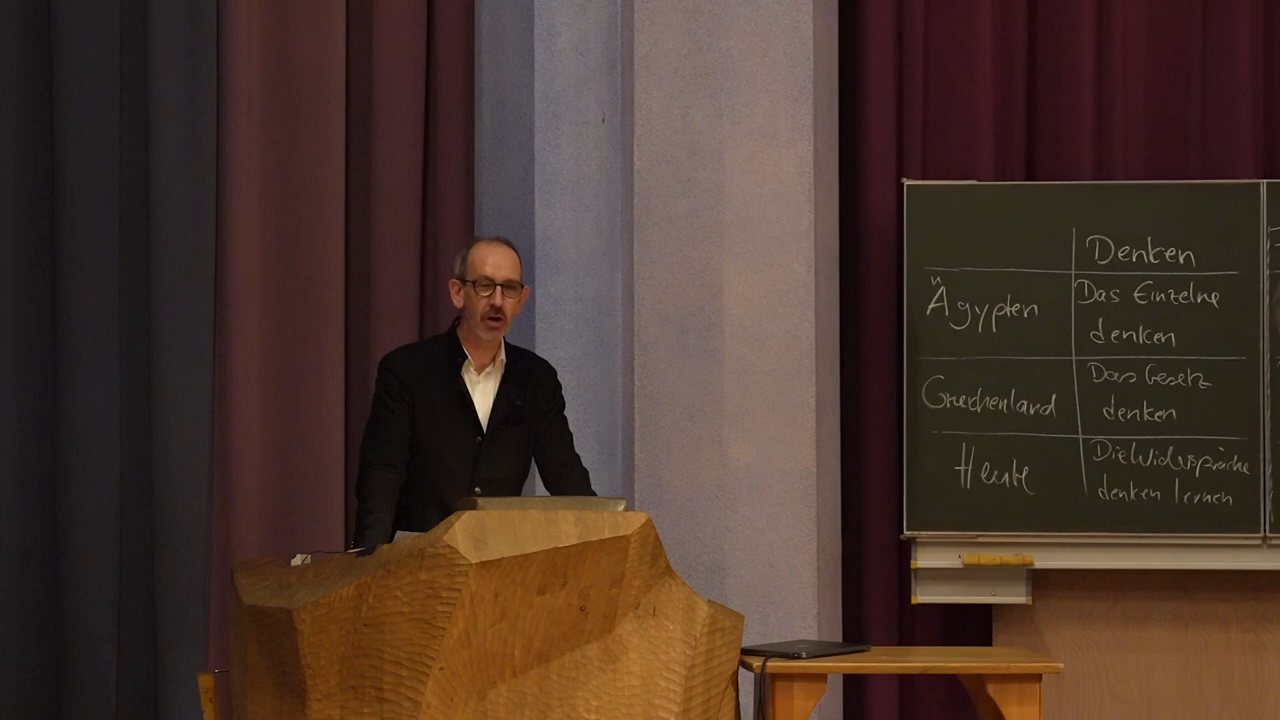 Denken
Ägypten
Das Einzelne
denken
Griechenland
Das Gesetz
denken
Heute
Die Widersprüche
denken lernen